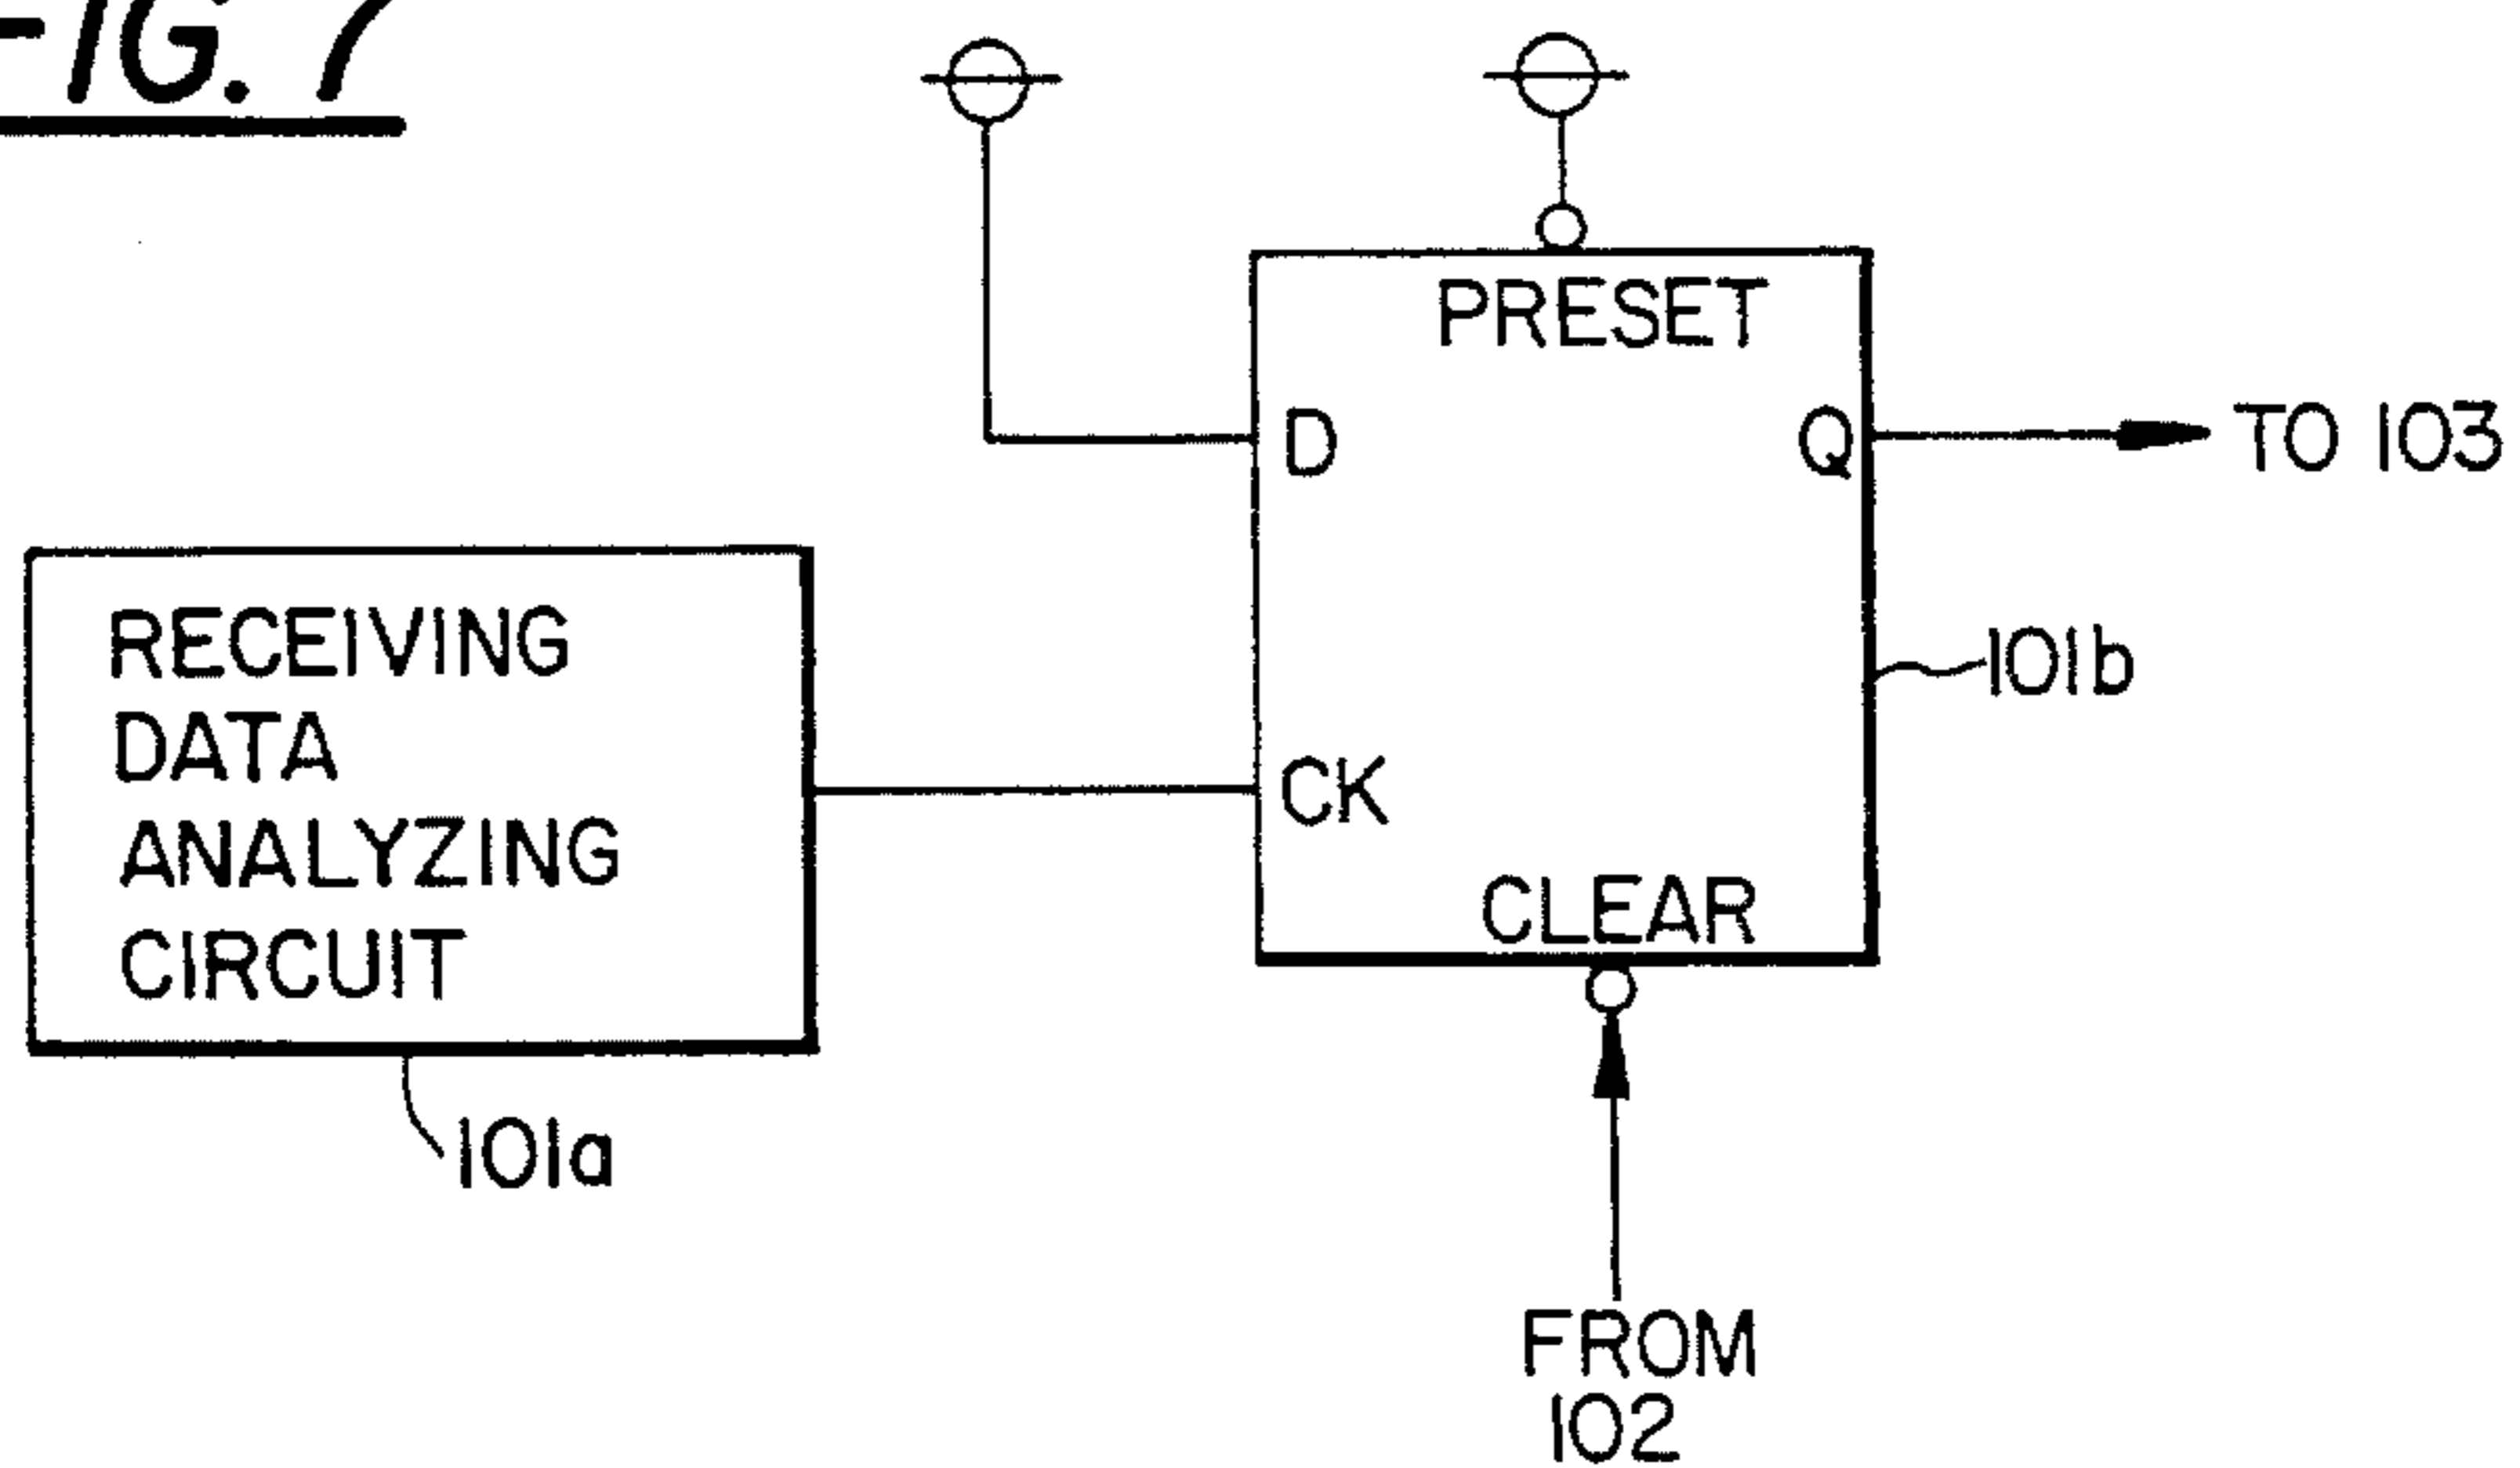 FIG. 7
PRESET
D
Q
TO 103
RECEIVING
DATA
ANALYZING
CIRCUIT
101b
CK
CLEAR
101a
FROM
102